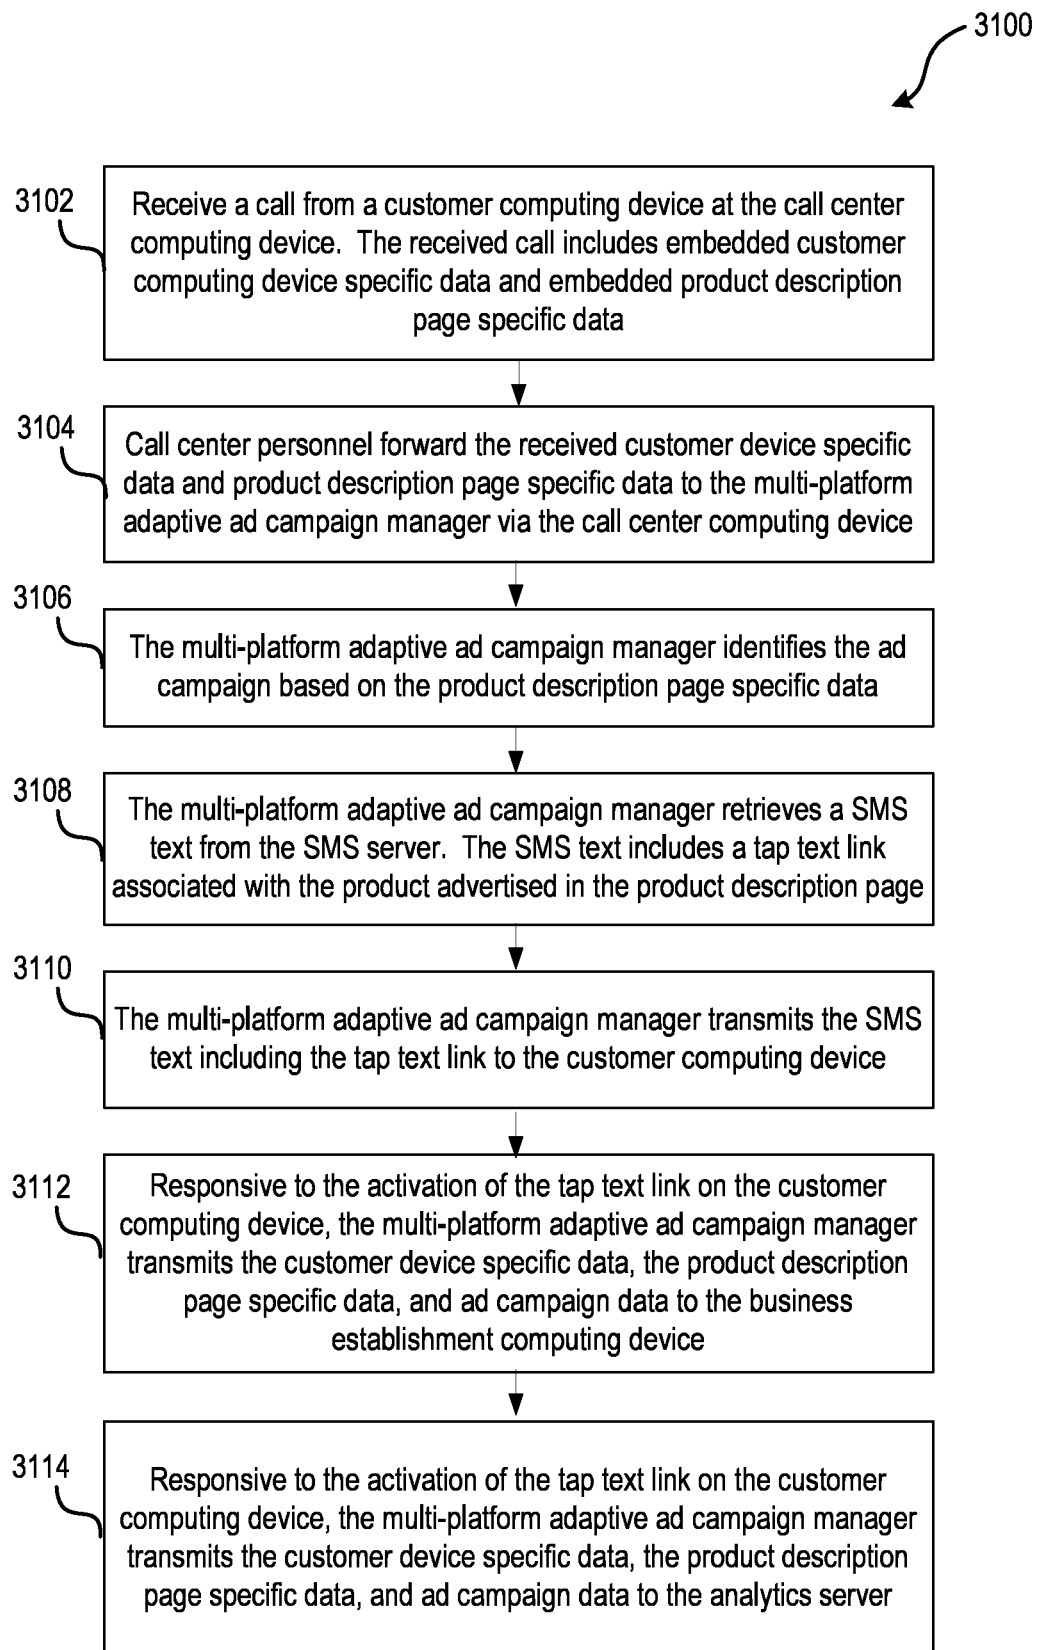 3100
3102
Receive a call from a customer computing device at the call center
computing device.  The received call includes embedded customer
computing device specific data and embedded product description
page specific data
3104
Call center personnel forward the received customer device specific
data and product description page specific data to the multi-platform
adaptive ad campaign manager via the call center computing device
3106
The multi-platform adaptive ad campaign manager identifies the ad
campaign based on the product description page specific data
3108
The multi-platform adaptive ad campaign manager retrieves a SMS
text from the SMS server.  The SMS text includes a tap text link
associated with the product advertised in the product description page
3110
The multi-platform adaptive ad campaign manager transmits the SMS
text including the tap text link to the customer computing device
3112
Responsive to the activation of the tap text link on the customer
computing device, the multi-platform adaptive ad campaign manager
transmits the customer device specific data, the product description
page specific data, and ad campaign data to the business
establishment computing device
3114
Responsive to the activation of the tap text link on the customer
computing device, the multi-platform adaptive ad campaign manager
transmits the customer device specific data, the product description
page specific data, and ad campaign data to the analytics server